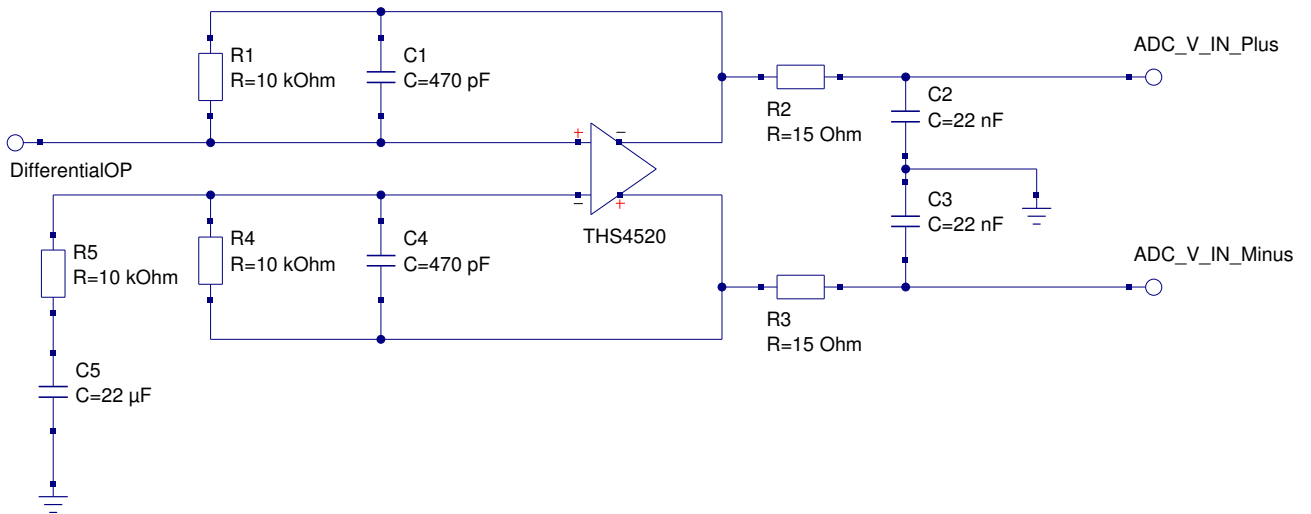 R1
R=10 kOhm
C1
C=470 pF
ADC_V_IN_Plus
R2
R=15 Ohm
C2
C=22 nF
+
−
DifferentialOP
−
+
THS4520
C3
C=22 nF
R5
R=10 kOhm
R4
R=10 kOhm
C4
C=470 pF
ADC_V_IN_Minus
R3
R=15 Ohm
C5
C=22 µF